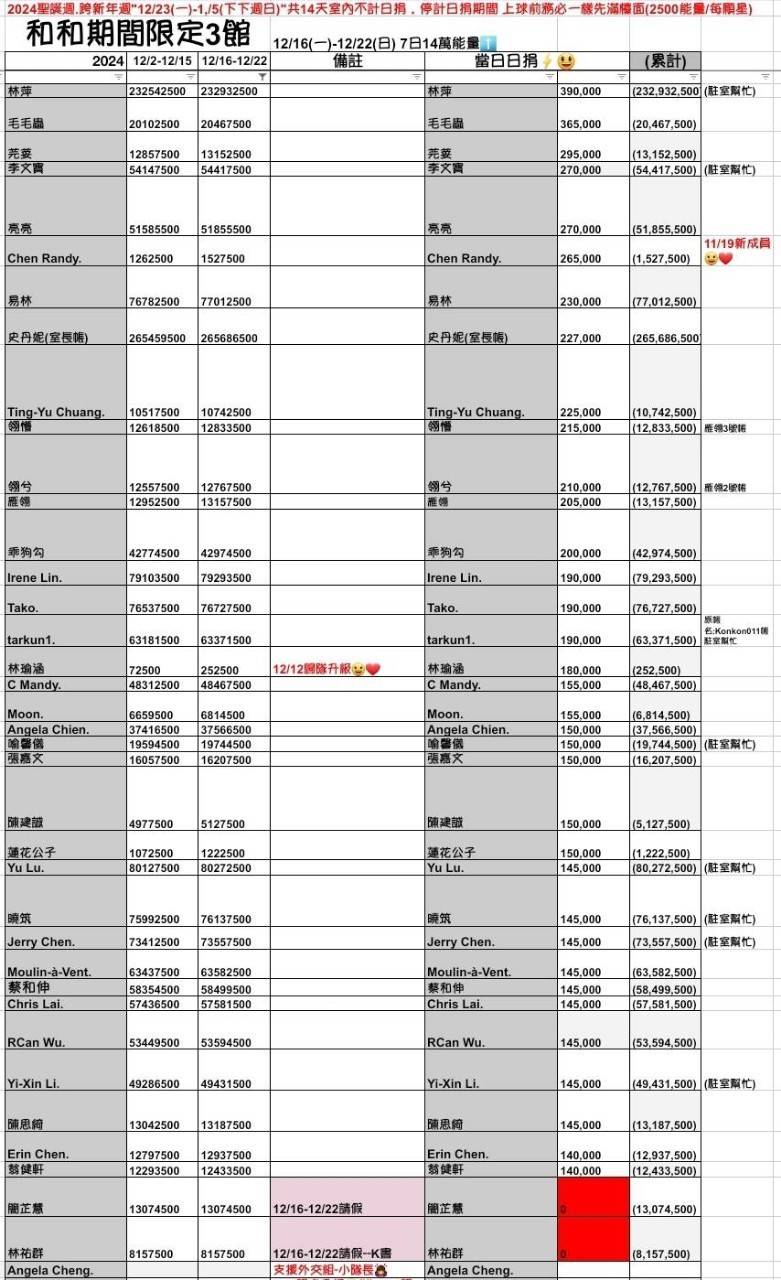 2024聖誕週.跨新年週"12/23(一)-1,/5(下下週日)"共14天室內不計日捐．停計日捐期間 上球前務必一樣先滿檯面(2500能量/每顆星)
和和期間限定3館 12/16(一)-12/22(日) 7日14萬能量⬆️
2024 12/2-12/15 12/16-12/22 備註 當日日捐⚡😃 (累計)
林萍 232542500 232932500 林萍 390,000 (232,932,500) (駐室幫忙)
毛毛蟲 20102500 20467500 毛毛蟲 365,000 (20,467,500)
芫荽 12857500 13152500 芫荽 295,000 (13,152,500)
李文寶 54147500 54417500 李文寶 270,000 (54,417,500) (駐室幫忙)
亮亮 51585500 51855500 亮亮 270,000 (51,855,500)
11/19新成員
Chen Randy. 1262500 1527500 Chen Randy. 265,000 (1,527,500) 😀❤️
易林 76782500 77012500 易林 230,000 (77,012,500)
史丹妮(室長帳) 265459500 265686500 史丹妮(室長帳) 227,000 (265,686,500)
Ting-Yu Chuang. 10517500 10742500 Ting-Yu Chuang. 225,000 (10,742,500)
翎懵 12618500 12833500 翎懵 215,000 (12,833,500) 雁翎3號帳
翎兮 12557500 12767500 翎兮 210,000 (12,767,500) 雁翎2號帳
雁翎 12952500 13157500 雁翎 205,000 (13,157,500)
乖狗勾 42774500 42974500 乖狗勾 200,000 (42,974,500)
Irene Lin. 79103500 79293500 Irene Lin. 190,000 (79,293,500)
Tako. 76537500 76727500 Tako. 190,000 (76,727,500)
原帳
名:Konkon011個
tarkun1. 63181500 63371500 tarkun1. 190,000 (63,371,500) 駐室幫忙
林瑜涵 72500 252500 12/12歸隊升級😀❤️ 林瑜涵 180,000 (252,500)
C Mandy. 48312500 48467500 C Mandy. 155,000 (48,467,500)
Moon. 6659500 6814500 Moon. 155,000 (6,814,500)
Angela Chien. 37416500 37566500 Angela Chien. 150,000 (37,566,500)
喻馨儀 19594500 19744500 喻馨儀 150,000 (19,744,500) (駐室幫忙)
張嘉文 16057500 16207500 張嘉文 150,000 (16,207,500)
陳建誠 4977500 5127500 陳建誠 150,000 (5,127,500)
蓮花公子 1072500 1222500 蓮花公子 150,000 (1,222,500)
Yu Lu. 80127500 80272500 Yu Lu. 145,000 (80,272,500) (駐室幫忙)
曉筑 75992500 76137500 曉筑 145,000 (76,137,500) (駐室幫忙)
Jerry Chen. 73412500 73557500 Jerry Chen. 145,000 (73,557,500) (駐室幫忙)
Moulin-à-Vent. 63437500 63582500 Moulin-à-Vent. 145,000 (63,582,500)
蔡和伸 58354500 58499500 蔡和伸 145,000 (58,499,500)
Chris Lai. 57436500 57581500 Chris Lai. 145,000 (57,581,500)
RCan Wu. 53449500 53594500 RCan Wu. 145,000 (53,594,500)
Yi-Xin Li. 49286500 49431500 Yi-Xin Li. 145,000 (49,431,500) (駐室幫忙)
陳思綺 13042500 13187500 陳思綺 145,000 (13,187,500)
Erin Chen. 12797500 12937500 Erin Chen. 140,000 (12,937,500)
翁健軒 12293500 12433500 翁健軒 140,000 (12,433,500)
簡芷慧 13074500 13074500 12/16-12/22請假 簡芷慧 0 (13,074,500)
林祐群 8157500 8157500 12/16-12/22請假--K書 林祐群 0 (8,157,500)
Angela Cheng. 支援外交組-小隊長 Angela Cheng.